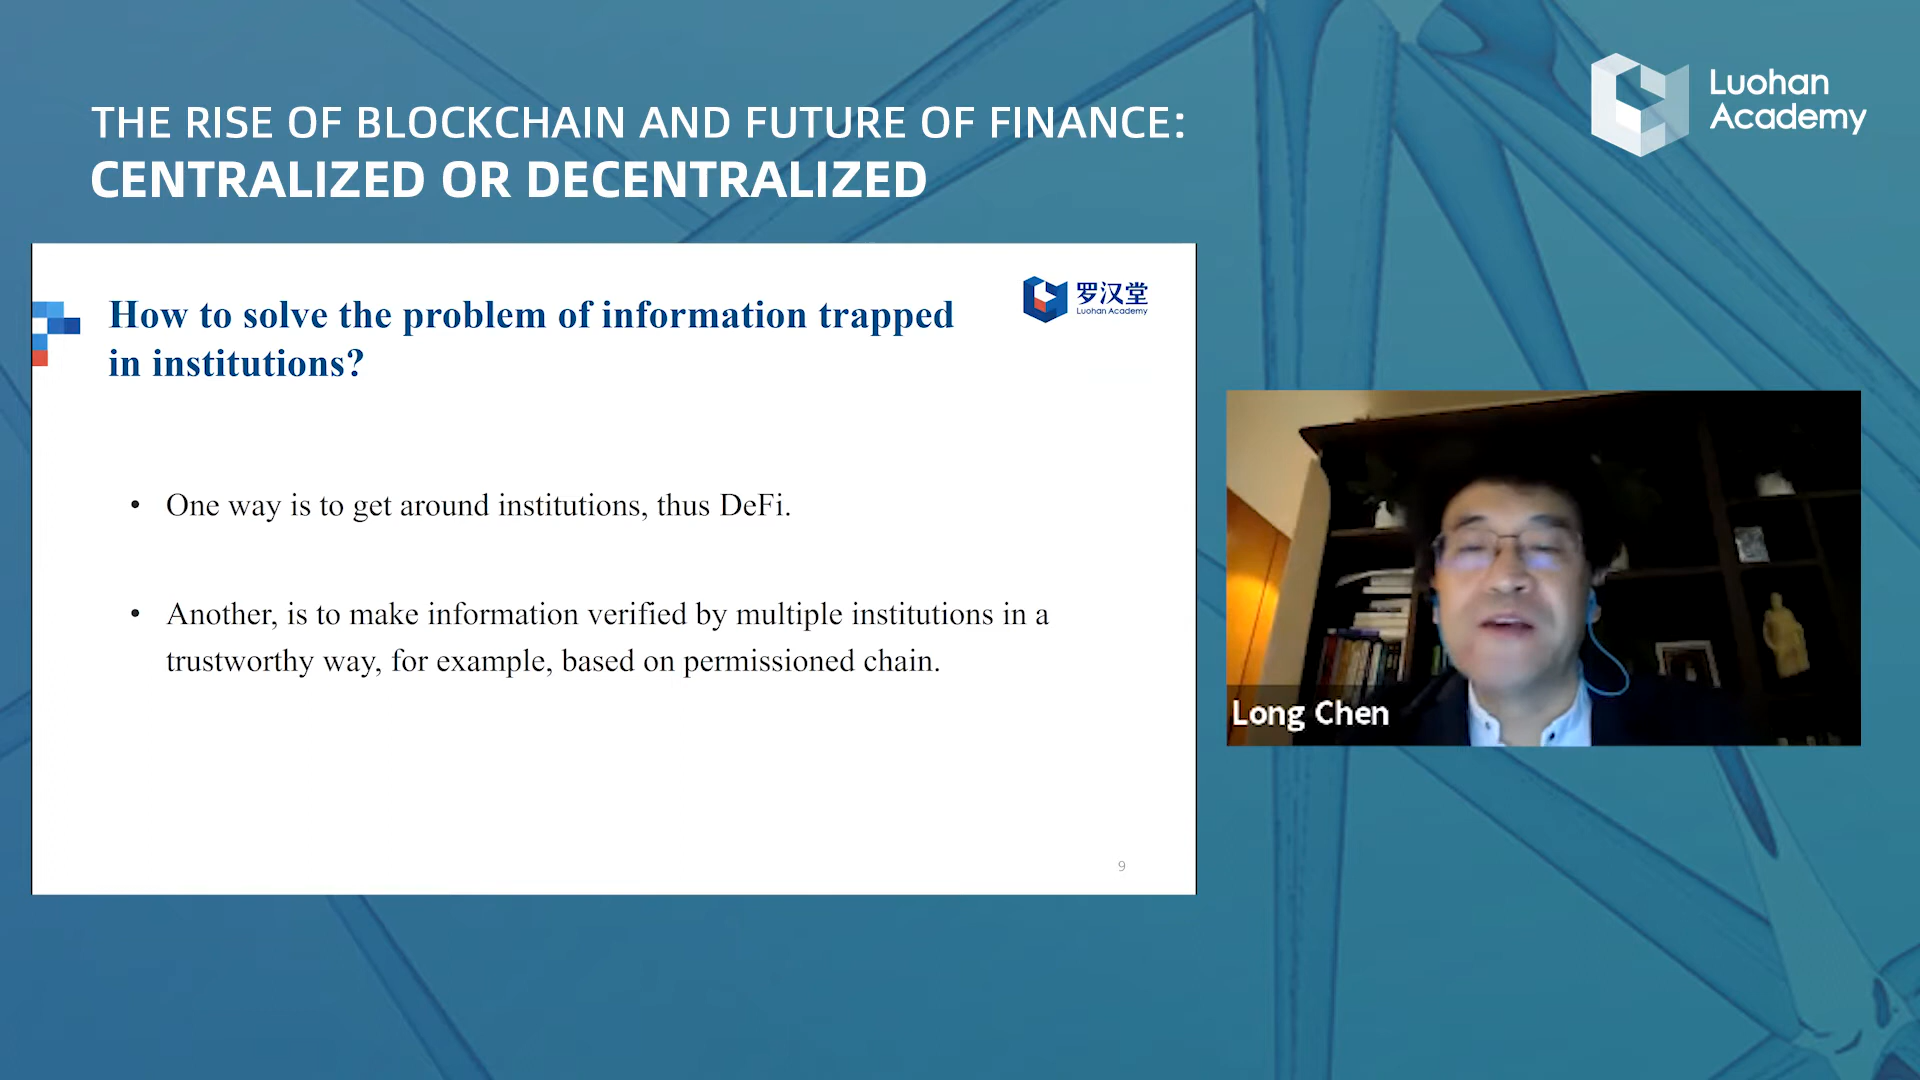 THE RISE OF BLOCKCHAIN AND FUTURE OF FINANCE:
CENTRALIZED OR DECENTRALIZED
Luohan
Academy
How to solve the problem of information trapped
in institutions?
罗汉堂
Luohan Academy
• One way is to get around institutions, thus DeFi.
• Another, is to make information verified by multiple institutions in a
trustworthy way, for example, based on permissioned chain.
9
Long Chen